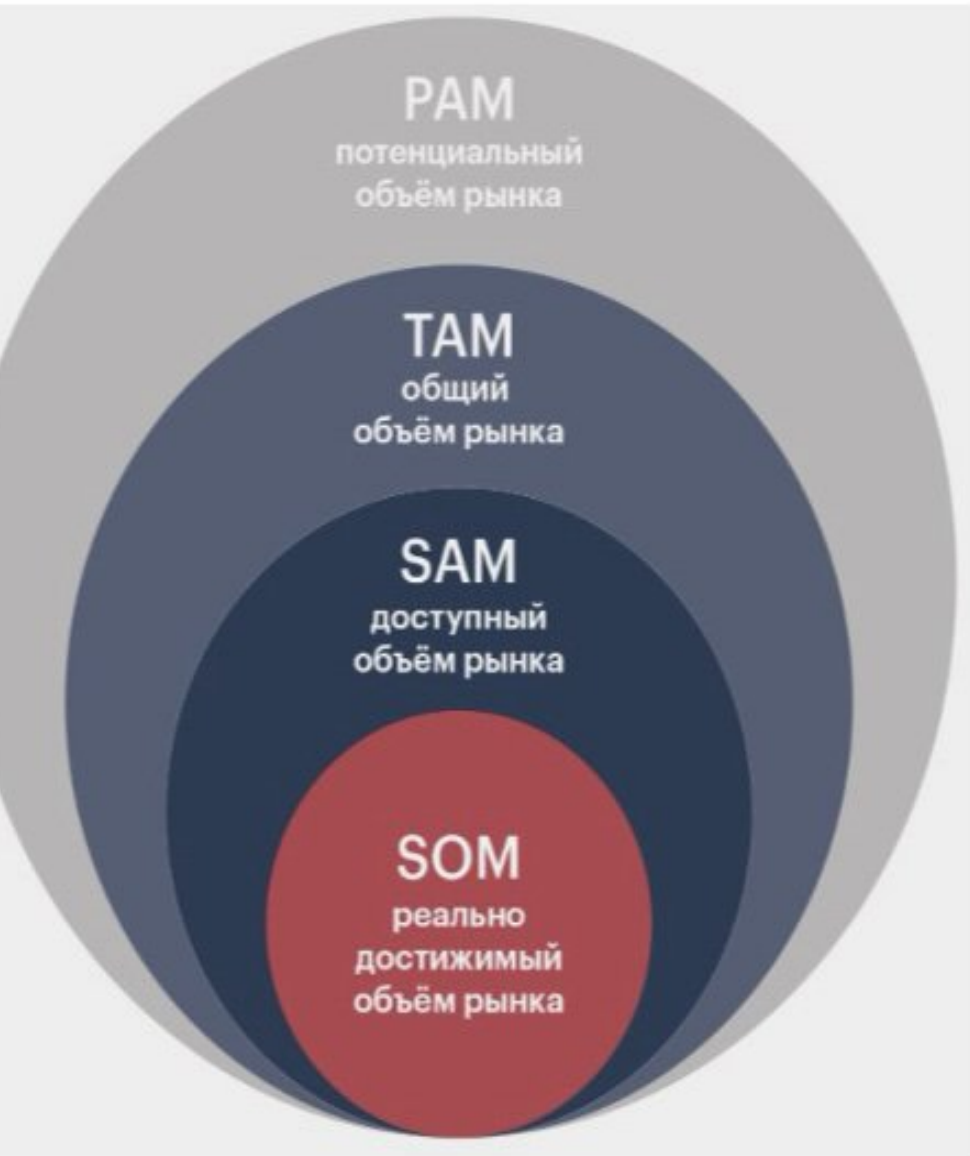 PAM
потенциальный
объём рынка
TAM
общий
объём рынка
SAM
доступный
объём рынка
SOM
реально
достижимый
объём рынка